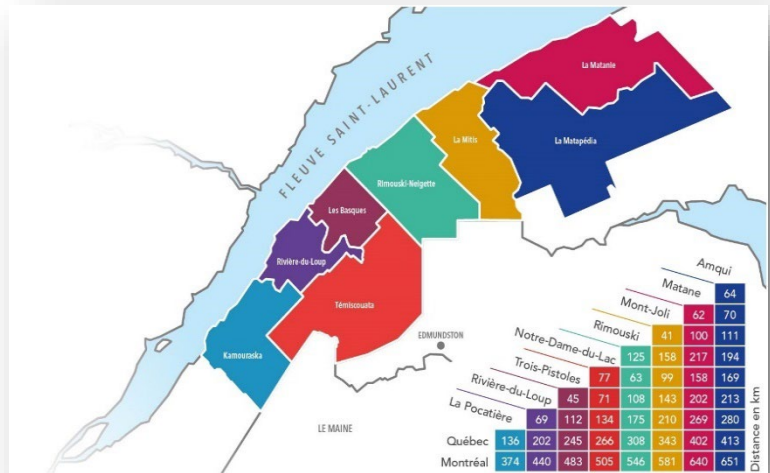 La Matanie
FLEUVE SAINT-LAURENT
La Mitis
La Matapédia
Rimouski-Neigette
Les Basques
Rivière-du-Loup
Témiscouata
Kamouraska
EDMUNDSTON
LE MAINE
Amqui
Matane 64
Mont-Joli 62 70
Rimouski 41 100 111
Notre-Dame-du-Lac 125 158 217 194
Trois-Pistoles 77 63 99 158 169
Rivière-du-Loup 45 71 108 143 202 213
La Pocatière 69 112 134 175 210 269 280
Québec 136 202 245 266 308 343 402 413
Montréal 374 440 483 505 546 581 640 651
Distance en km